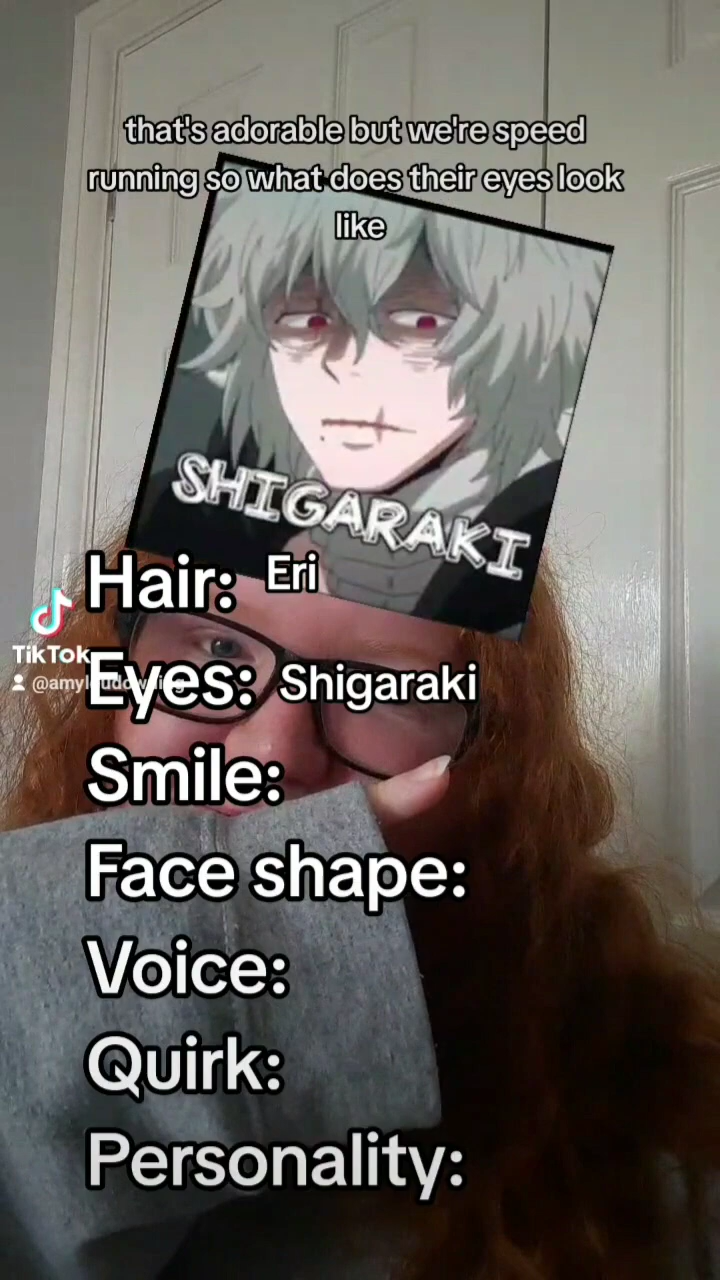 that's adorable but we're speed
running so what does their eyes look
like
SHIGARAKI
Hair: Eri
TikTok
Eyes: Shigaraki
Smile:
Face shape:
Voice:
Quirk:
Personality: